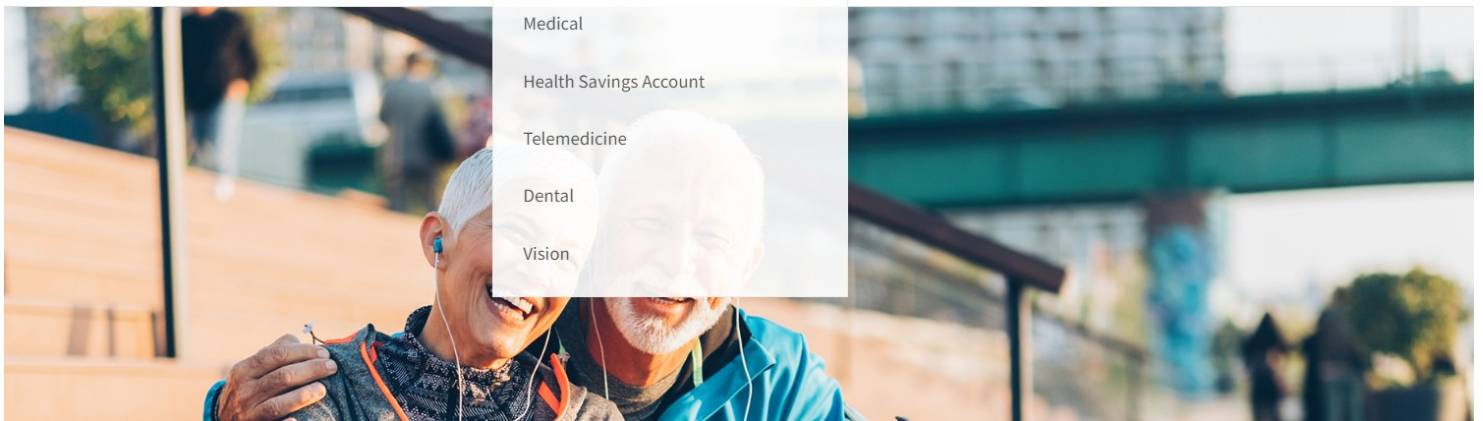 Medical
Health Savings Account
Telemedicine
Dental
Vision